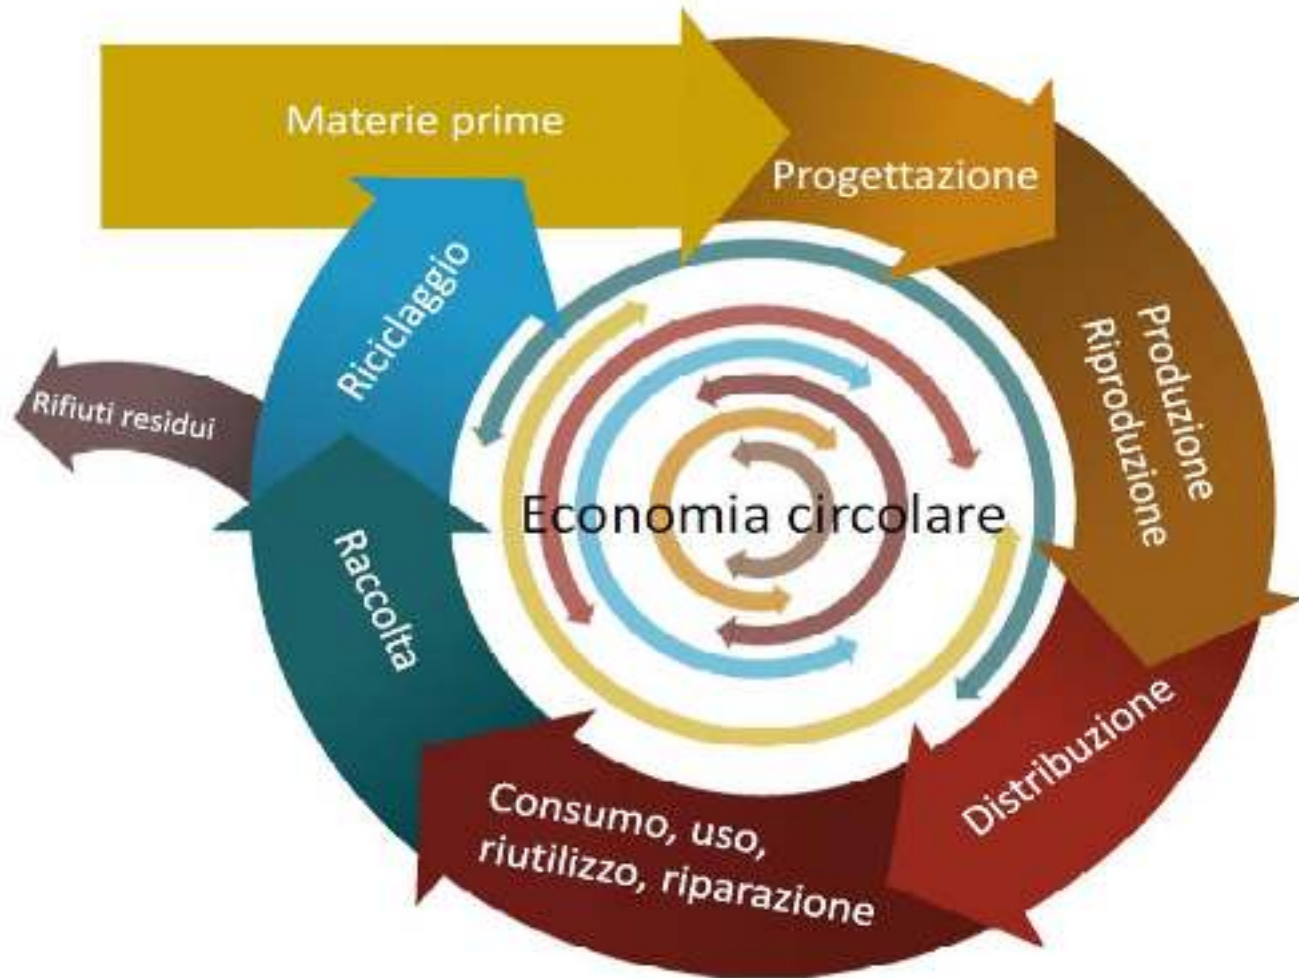 Materie prime
Progettazione
Produzione
Riproduzione
Distribuzione
Consumo, uso,
riutilizzo, riparazione
Raccolta
Riciclaggio
Rifiuti residui
Economia circolare